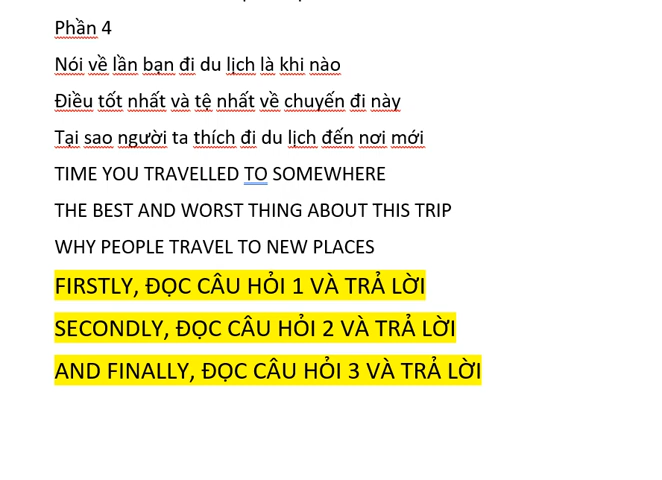 Phần 4
Nói về lần bạn đi du lịch là khi nào
Điều tốt nhất và tệ nhất về chuyến đi này
Tại sao người ta thích đi du lịch đến nơi mới
TIME YOU TRAVELLED TO SOMEWHERE
THE BEST AND WORST THING ABOUT THIS TRIP
WHY PEOPLE TRAVEL TO NEW PLACES
FIRSTLY, ĐỌC CÂU HỎI 1 VÀ TRẢ LỜI
SECONDLY, ĐỌC CÂU HỎI 2 VÀ TRẢ LỜI
AND FINALLY, ĐỌC CÂU HỎI 3 VÀ TRẢ LỜI